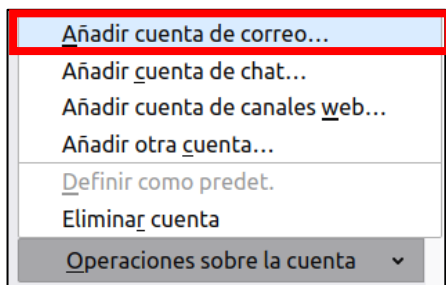 Añadir cuenta de correo...
Añadir cuenta de chat...
Añadir cuenta de canales web...
Añadir otra cuenta...
Definir como predet.
Eliminar cuenta
Operaciones sobre la cuenta